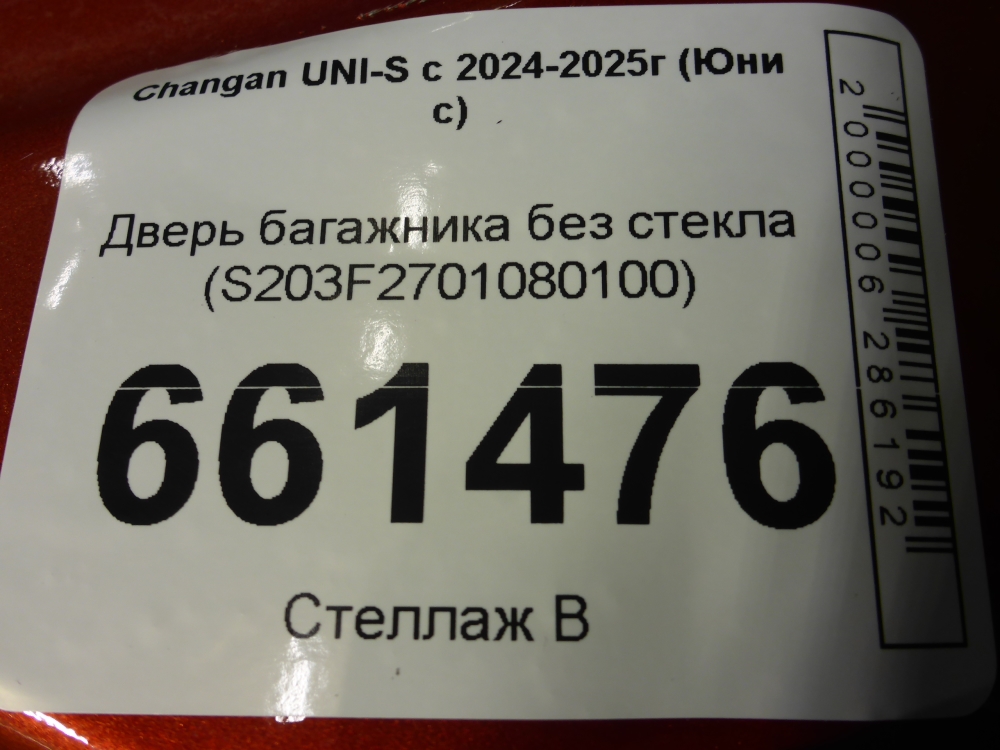 Changan UNI-S с 2024-2025г (Юни
с)
Дверь багажника без стекла
(S203F2701080100)
661476
Стеллаж В
2000006286192